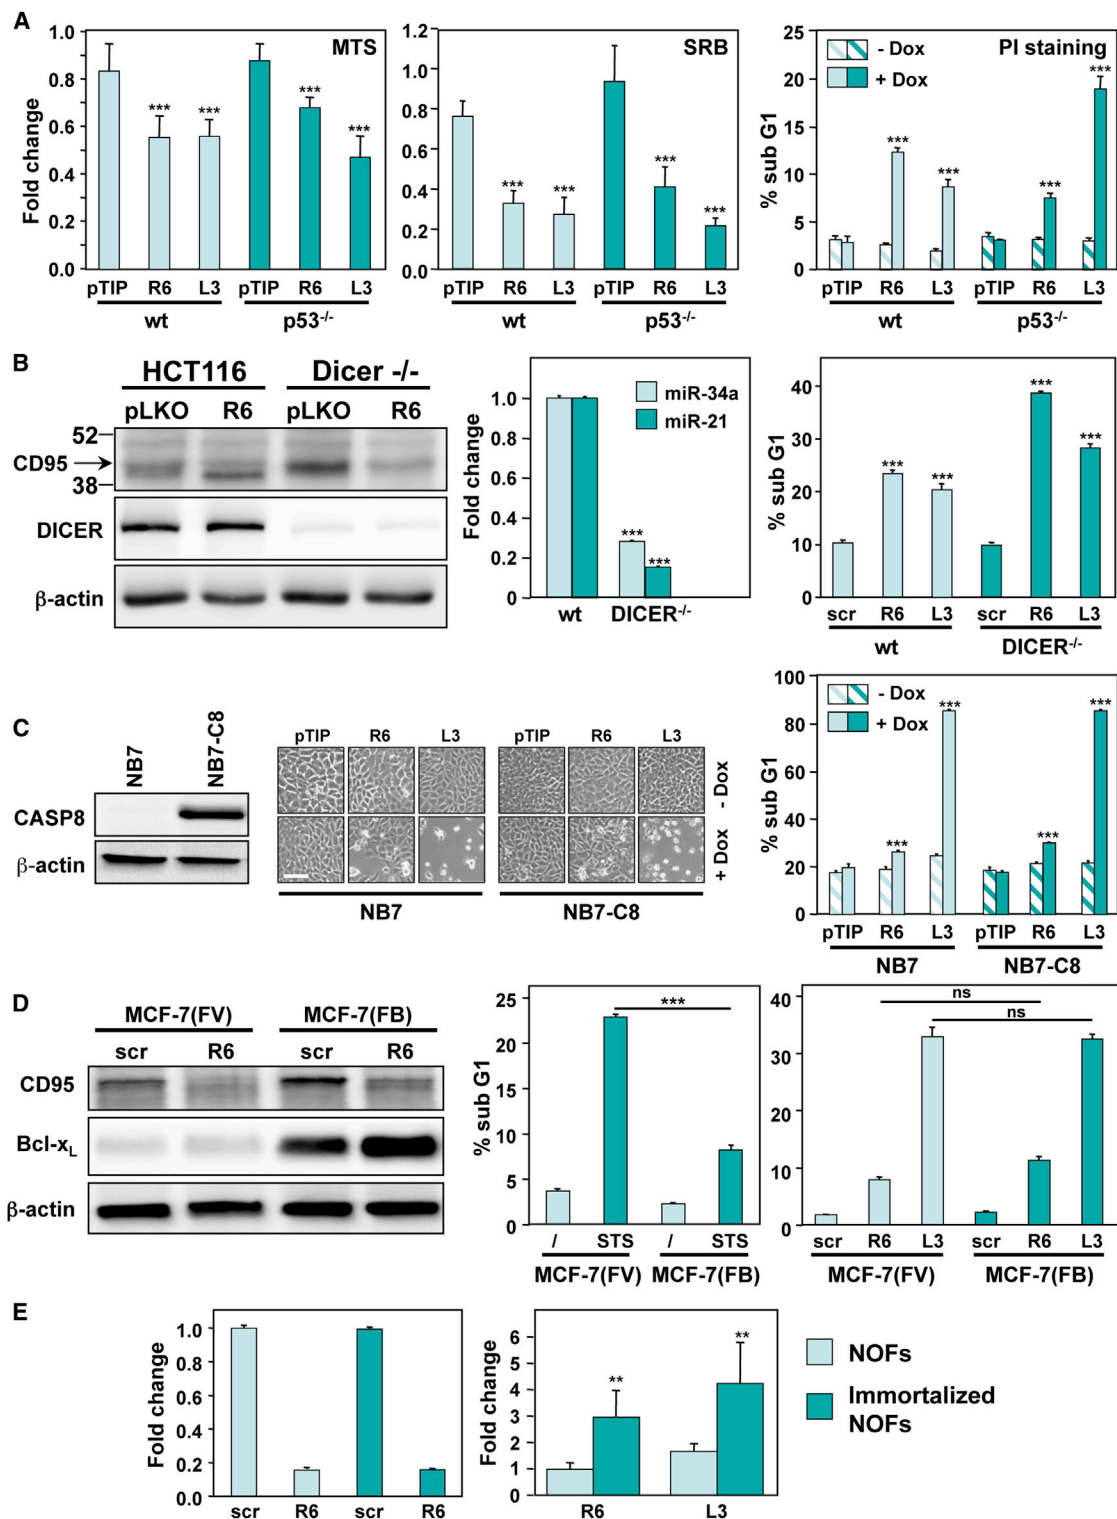 A
MTS
Fold change
1.0
0.8
0.6
0.4
0.2
0.0
*** *** *** ***
pTIP R6 L3 pTIP R6 L3
wt p53-/-
SRB
1.2
1.0
0.8
0.6
0.4
0.2
0.0
*** *** *** ***
pTIP R6 L3 pTIP R6 L3
wt p53-/-
PI staining
- Dox
+ Dox
% sub G1
25
20
15
10
5
0
*** *** *** ***
pTIP R6 L3 pTIP R6 L3
wt p53-/-
B
HCT116 Dicer -/-
pLKO R6 pLKO R6
52
CD95
38
DICER
β-actin
miR-34a
miR-21
Fold change
1.0
0.8
0.6
0.4
0.2
0
*** ***
wt DICER-/-
% sub G1
40
30
20
10
0
*** *** *** ***
scr R6 L3 scr R6 L3
wt DICER-/-
C
NB7 NB7-C8
CASP8
β-actin
pTIP R6 L3 pTIP R6 L3
- Dox
+ Dox
NB7 NB7-C8
- Dox
+ Dox
% sub G1
100
80
60
40
20
0
*** *** *** ***
pTIP R6 L3 pTIP R6 L3
NB7 NB7-C8
D
MCF-7(FV) MCF-7(FB)
scr R6 scr R6
CD95
Bcl-xL
β-actin
% sub G1
25
20
15
10
5
0
***
/ STS / STS
MCF-7(FV) MCF-7(FB)
40
30
20
10
0
ns
ns
scr R6 L3 scr R6 L3
MCF-7(FV) MCF-7(FB)
E
Fold change
1.0
0.8
0.6
0.4
0.2
0.0
scr R6 scr R6
Fold change
6
5
4
3
2
1
0
** **
R6 L3
NOFs
Immortalized
NOFs